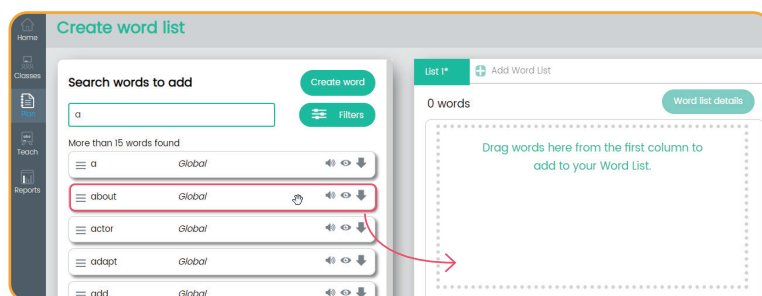 Create word list
Home
Classes
Plan
Teach
Reports
Search words to add
Create word
a
Filters
More than 15 words found
a Global
about Global
actor Global
adapt Global
add Global
List 1*
Add Word List
0 words
Word list details
Drag words here from the first column to
add to your Word List.